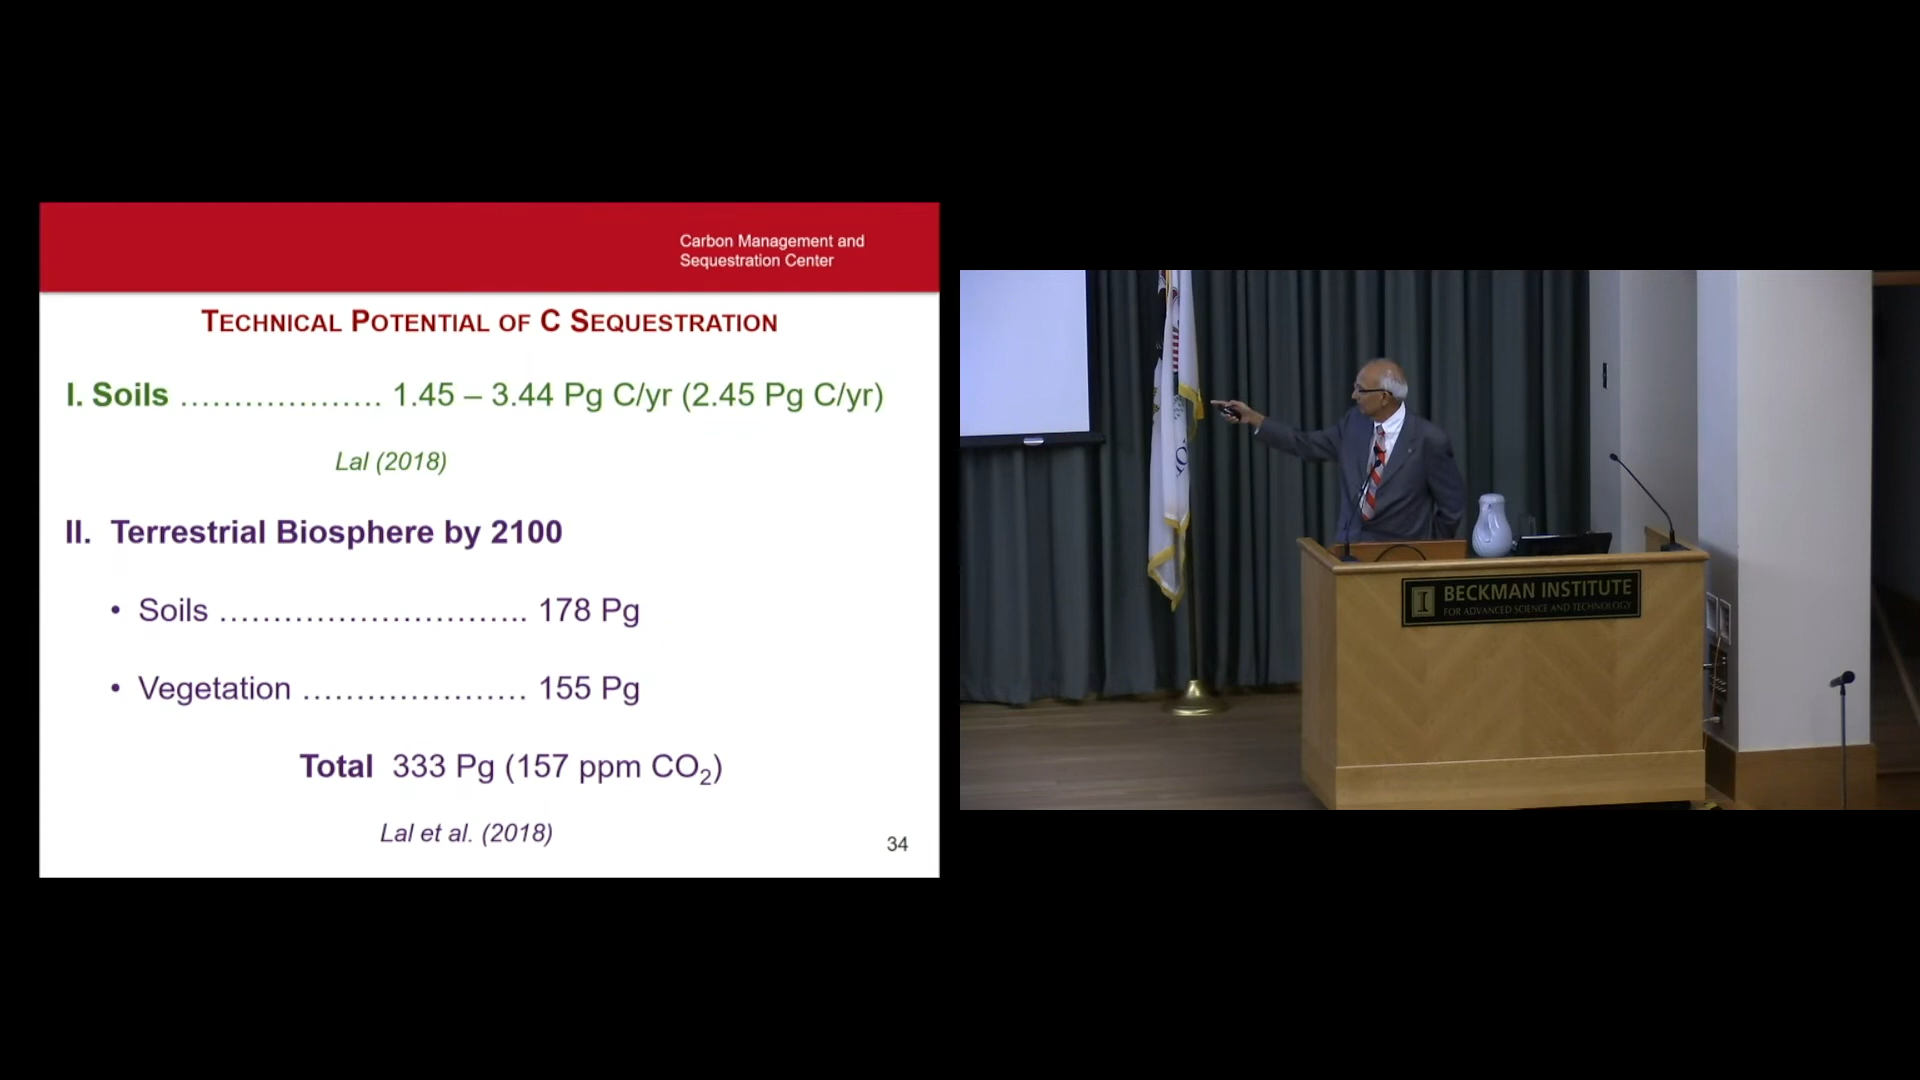 Carbon Management and
Sequestration Center
TECHNICAL POTENTIAL OF C SEQUESTRATION
I. Soils ................... 1.45 – 3.44 Pg C/yr (2.45 Pg C/yr)
Lal (2018)
II. Terrestrial Biosphere by 2100
• Soils ............................. 178 Pg
• Vegetation ..................... 155 Pg
Total 333 Pg (157 ppm CO₂)
Lal et al. (2018)
34
I BECKMAN INSTITUTE
FOR ADVANCED SCIENCE AND TECHNOLOGY